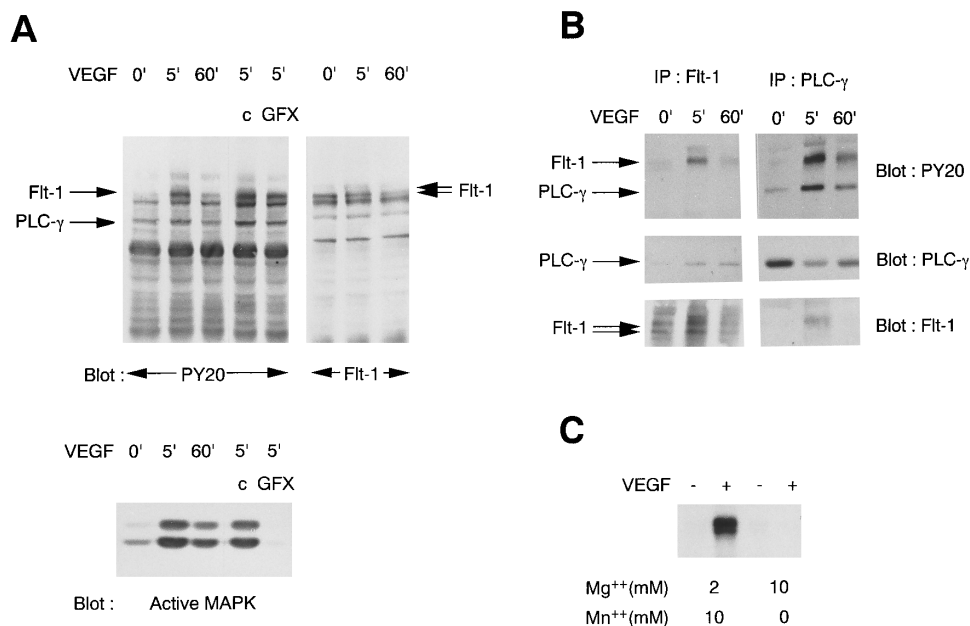 A
VEGF 0' 5' 60' 5' 5' 0' 5' 60'
c GFX
Flt-1
PLC-γ
Flt-1
Blot : PY20 Flt-1
VEGF 0' 5' 60' 5' 5'
c GFX
Blot : Active MAPK
B
IP : Flt-1 IP : PLC-γ
VEGF 0' 5' 60' 0' 5' 60'
Flt-1
PLC-γ
Blot : PY20
PLC-γ
Blot : PLC-γ
Flt-1
Blot : Flt-1
C
VEGF - + - +
Mg++(mM) 2 10
Mn++(mM) 10 0